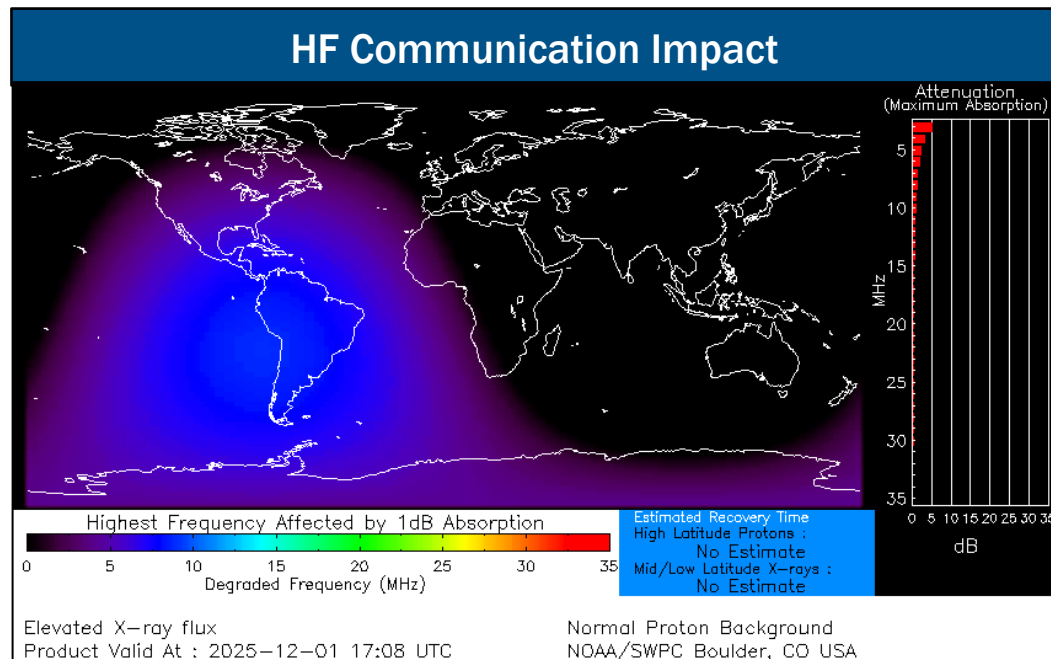 HF Communication Impact
Attenuation
(Maximum Absorption)
5
10
15
MHz
20
25
30
35
0 5 10 15 20 25 30 35
dB
Highest Frequency Affected by 1dB Absorption
0 5 10 15 20 25 30 35
Degraded Frequency (MHz)
Estimated Recovery Time
High Latitude Protons :
No Estimate
Mid/Low Latitude X-rays :
No Estimate
Elevated X-ray flux
Product Valid At : 2025-12-01 17:08 UTC
Normal Proton Background
NOAA/SWPC Boulder, CO USA